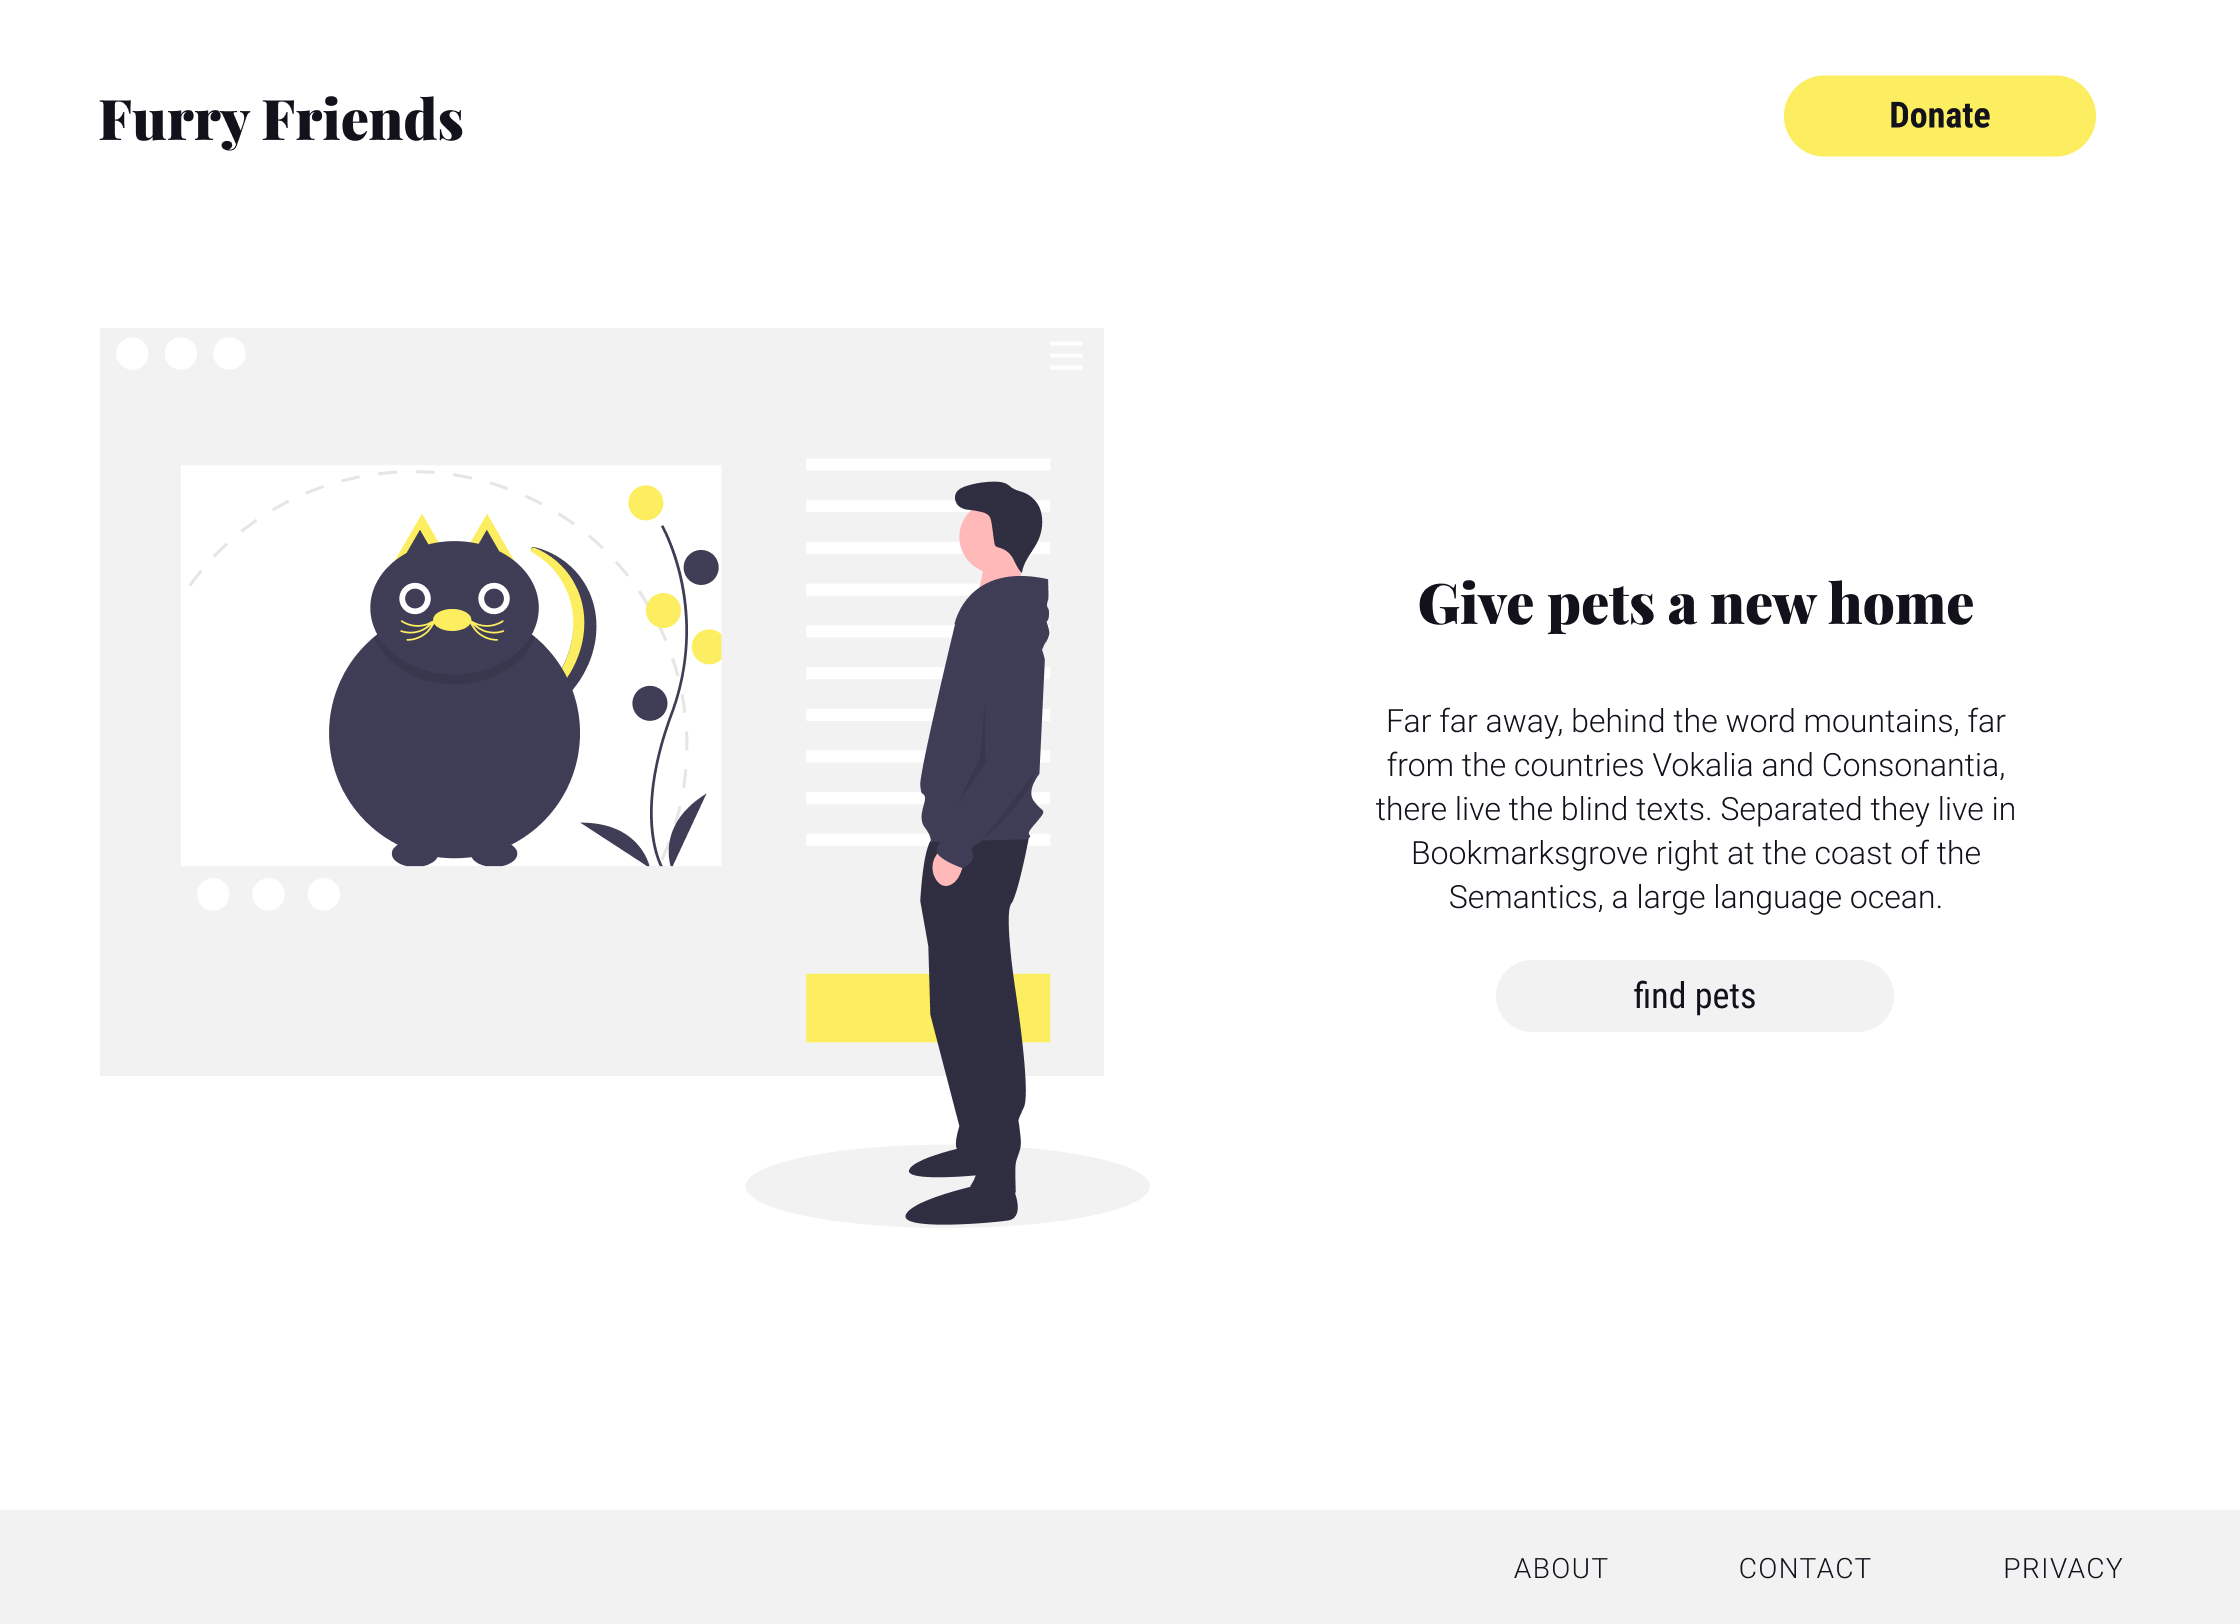 Furry Friends
Donate
Give pets a new home
Far far away, behind the word mountains, far
from the countries Vokalia and Consonantia,
there live the blind texts. Separated they live in
Bookmarksgrove right at the coast of the
Semantics, a large language ocean.
find pets
ABOUT CONTACT PRIVACY